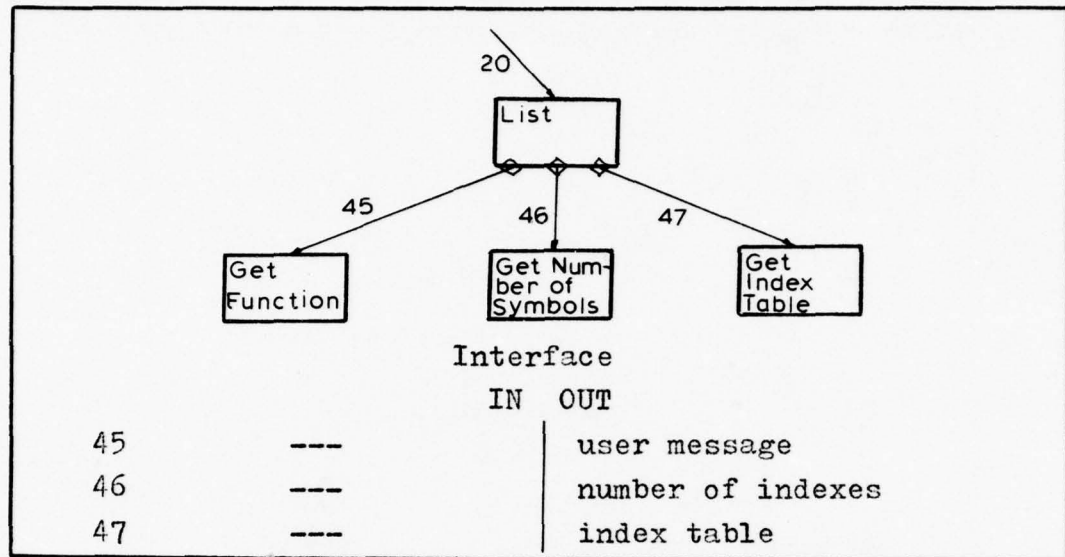 20
List
45
46
47
Get
Function
Get Num-
ber of
Symbols
Get
Index
Table
Interface
IN OUT
45 --- user message
46 --- number of indexes
47 --- index table